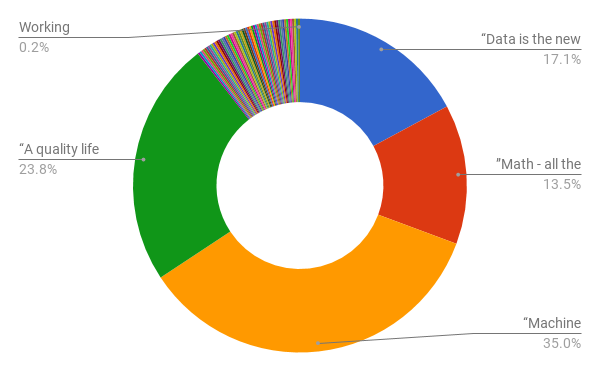 Working
0.2%
“Data is the new
17.1%
“A quality life
23.8%
”Math - all the
13.5%
“Machine
35.0%